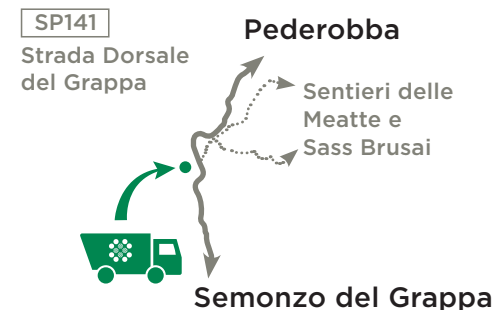 SP141
Strada Dorsale
del Grappa
Pederobba
Sentieri delle
Meatte e
Sass Brusai
Semonzo del Grappa